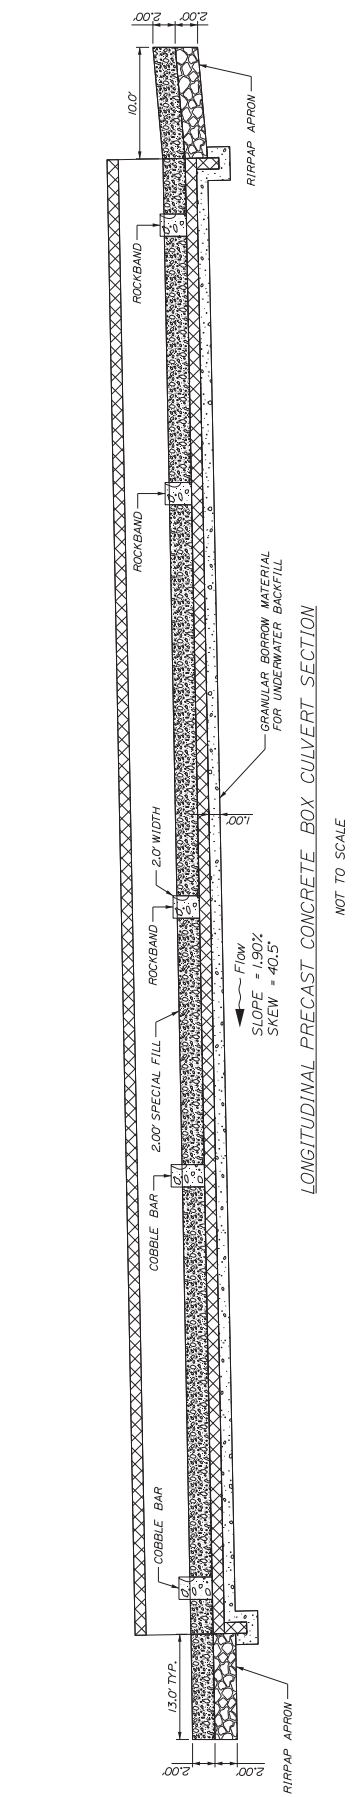 2.00'
2.00'
10.0'
RIRPAP APRON
ROCKBAND
ROCKBAND
GRANULAR BORROW MATERIAL
FOR UNDERWATER BACKFILL
1.00'
2.0' WIDTH
ROCKBAND
2.00' SPECIAL FILL
Flow
SLOPE = 1.90%
SKEW = 40.5°
COBBLE BAR
COBBLE BAR
13.0' TYP.
2.00'
2.00'
RIRPAP APRON
LONGITUDINAL PRECAST CONCRETE BOX CULVERT SECTION
NOT TO SCALE